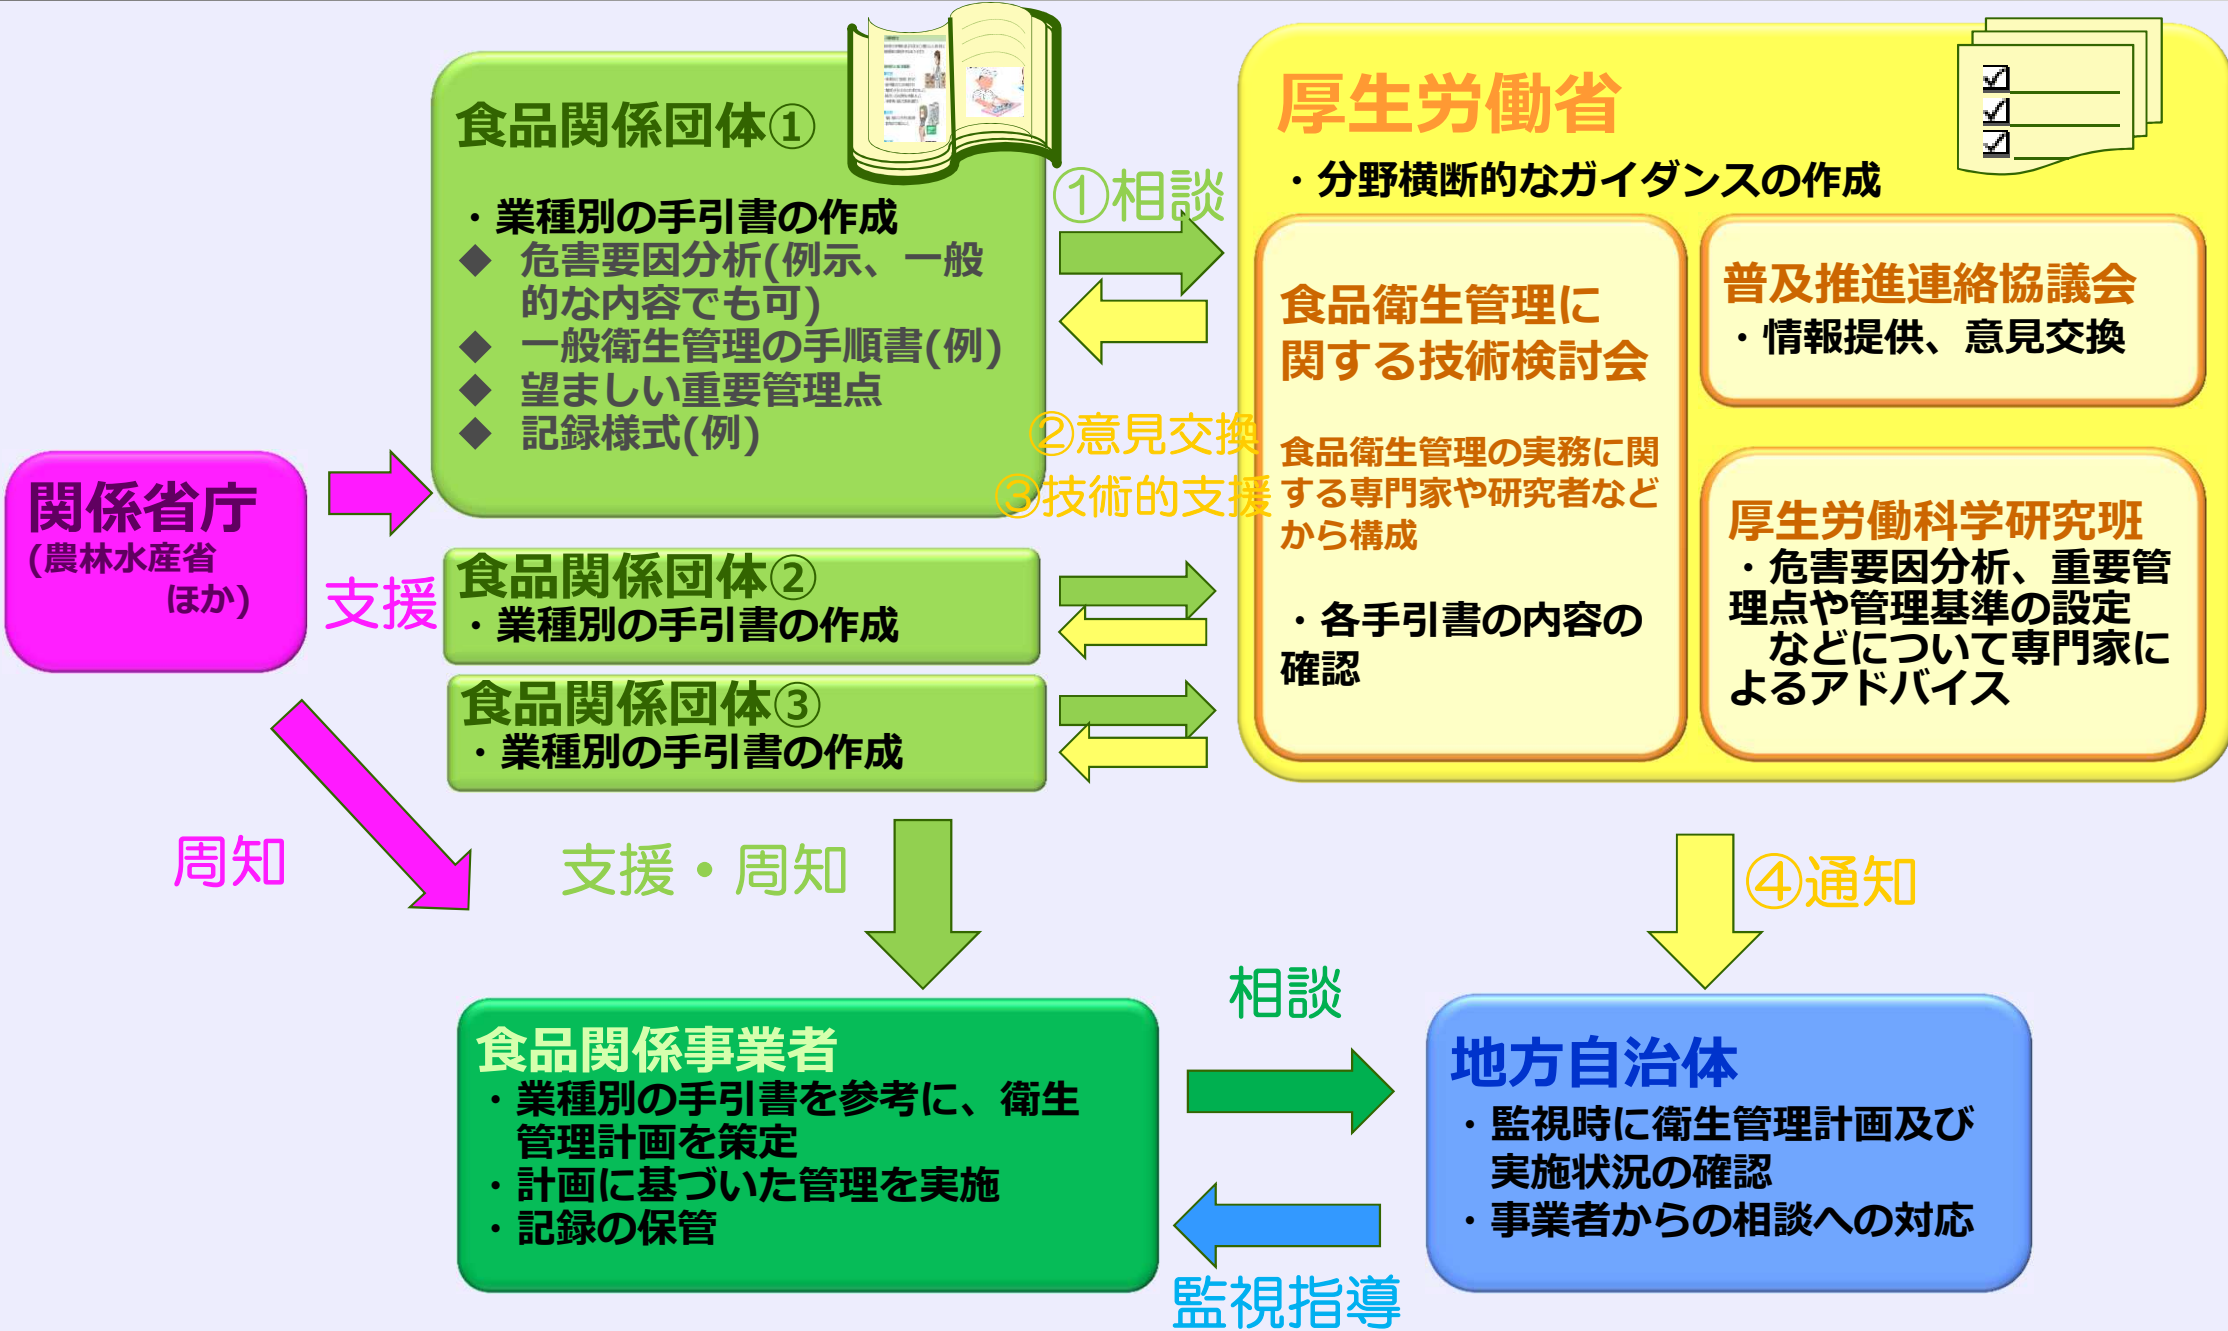 食品関係団体①
・業種別の手引書の作成
◆ 危害要因分析(例示、一般
的な内容でも可)
◆ 一般衛生管理の手順書(例)
◆ 望ましい重要管理点
◆ 記録様式(例)
①相談
②意見交換
③技術的支援
厚生労働省
・分野横断的なガイダンスの作成
食品衛生管理に
関する技術検討会
食品衛生管理の実務に関
する専門家や研究者など
から構成
・各手引書の内容の
確認
普及推進連絡協議会
・情報提供、意見交換
厚生労働科学研究班
・危害要因分析、重要管
理点や管理基準の設定
などについて専門家に
よるアドバイス
関係省庁
(農林水産省
ほか)
支援
食品関係団体②
・業種別の手引書の作成
食品関係団体③
・業種別の手引書の作成
周知
支援・周知
④通知
食品関係事業者
・業種別の手引書を参考に、衛生
管理計画を策定
・計画に基づいた管理を実施
・記録の保管
相談
監視指導
地方自治体
・監視時に衛生管理計画及び
実施状況の確認
・事業者からの相談への対応